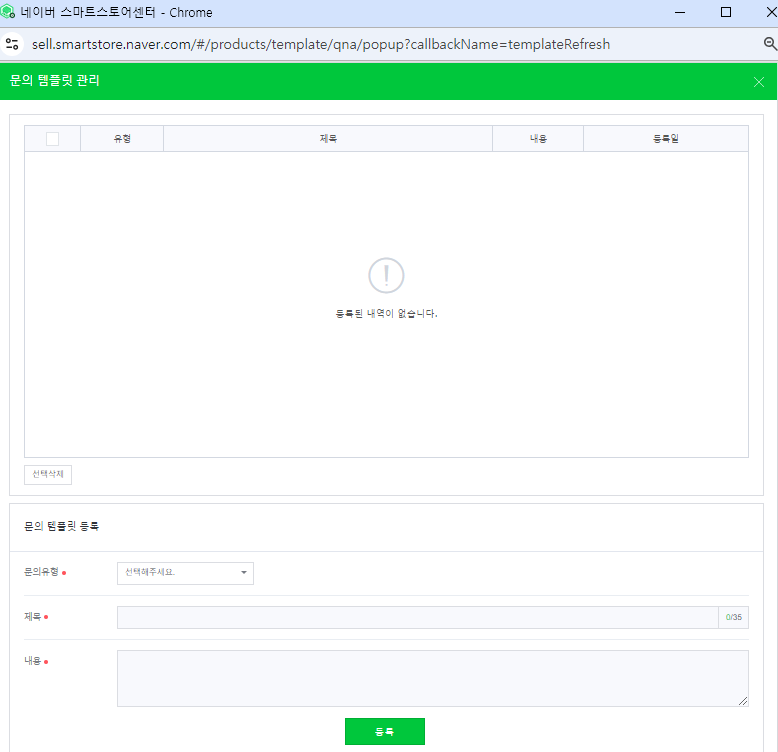 네이버 스마트스토어센터 - Chrome
sell.smartstore.naver.com/#/products/template/qna/popup?callbackName=templateRefresh
문의 템플릿 관리
유형 제목 내용 등록일
등록된 내역이 없습니다.
선택삭제
문의 템플릿 등록
문의유형
선택해주세요.
제목
0/35
내용
등록